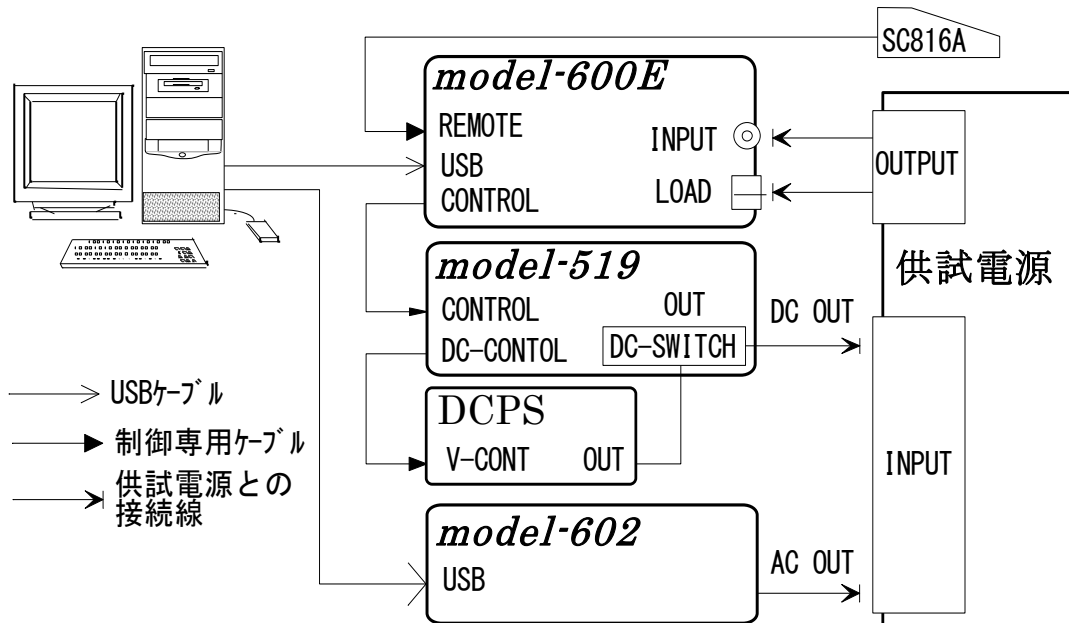 SC816A
model-600E
REMOTE
INPUT
USB
LOAD
CONTROL
OUTPUT
供試電源
model-519
CONTROL
OUT
DC OUT
DC-CONTOL
DC-SWITCH
DCPS
V-CONT
OUT
INPUT
model-602
USB
AC OUT
USBｹｰﾌﾞﾙ
制御専用ｹｰﾌﾞﾙ
供試電源との
接続線